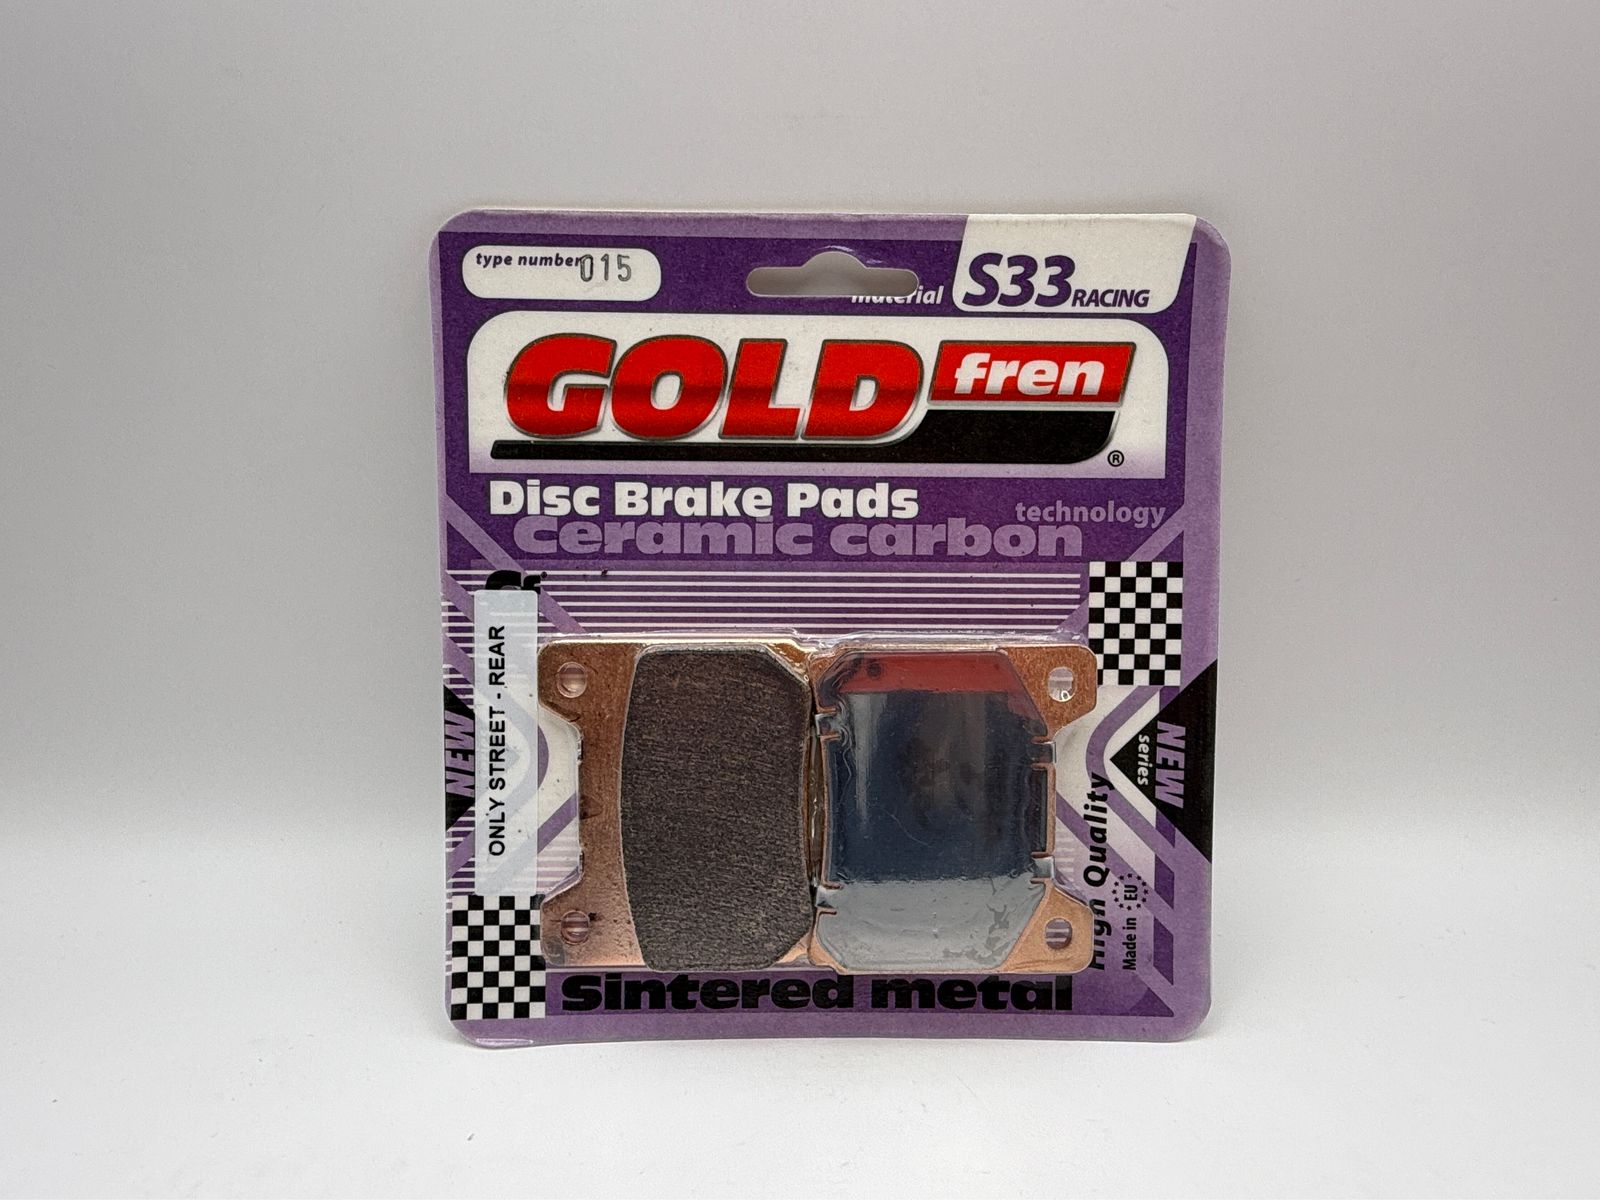 type number 015
material S33 RACING
GOLD fren ®
Disc Brake Pads
technology
Ceramic carbon
ONLY STREET - REAR
NEW
NEW
series
High Quality
Made in EU
Sintered metal